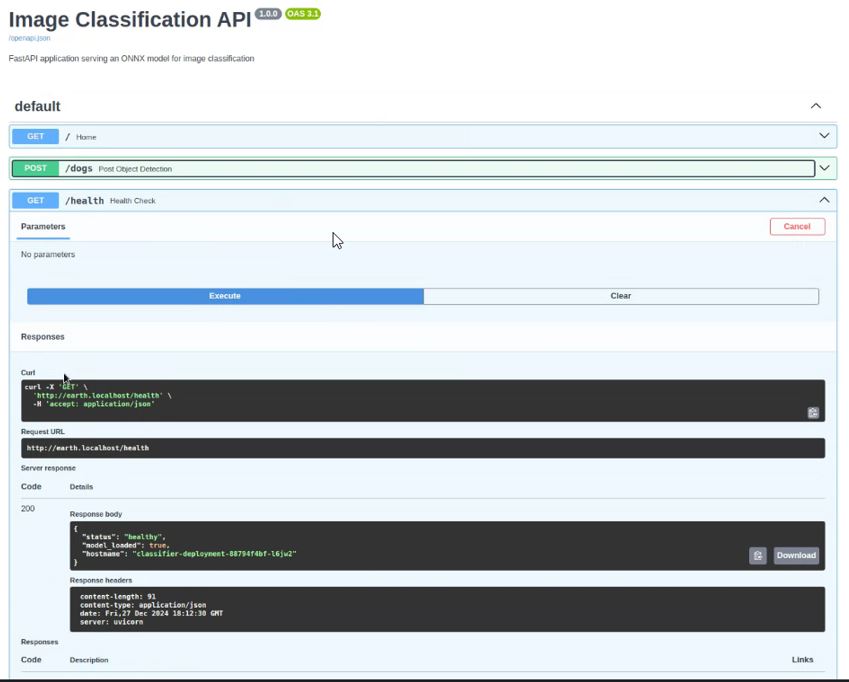 Image Classification API 1.0.0 OAS 3.1
/openapi.json
FastAPI application serving an ONNX model for image classification
default
GET / Home
POST /dogs Post Object Detection
GET /health Health Check
Parameters Cancel
No parameters
Execute Clear
Responses
Curl
curl -X 'GET' \
'http://earth.localhost/health' \
-H 'accept: application/json'
Request URL
http://earth.localhost/health
Server response
Code Details
200
Response body
{
"status": "healthy",
"model_loaded": true,
"hostname": "classifier-deployment-88794f4bf-l6jw2"
}
Download
Response headers
content-length: 91
content-type: application/json
date: Fri,27 Dec 2024 18:12:30 GMT
server: uvicorn
Responses
Code Description Links